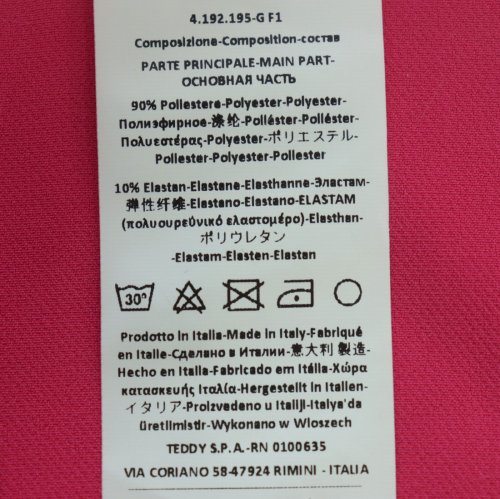 4.192.195-G F1
Composizione-Composition-состав
PARTE PRINCIPALE-MAIN PART-
ОСНОВНАЯ ЧАСТЬ
90% Poliestere-Polyester-Polyester-
Полиэфирное-涤纶-Poliéster-Poliéster-
Πολυεστέρας-Polyester-ポリエステル-
Poliester-Polyester-Poliester
10% Elastan-Elastane-Elasthanne-Эластам-
弹性纤维-Elastano-Elastano-ELASTAM
(πολυουρεϋνικό ελαστομέρο)-Elasthan-
ポリウレタン
-Elastam-Elasten-Elastan
30°
Prodotto in Italia-Made in Italy-Fabriqué
en Italie-Сделано в Италии-意大利 製造-
Hecho en Italia-Fabricado em Itália-Χώρα
κατασκευής Ιταλία-Hergestellt in Italien-
イタリア-Proizvedeno u Italiji-Italya'da
üretilmistir-Wykonano w Wloszech
TEDDY S.P.A.-RN 0100635
VIA CORIANO 58-47924 RIMINI - ITALIA